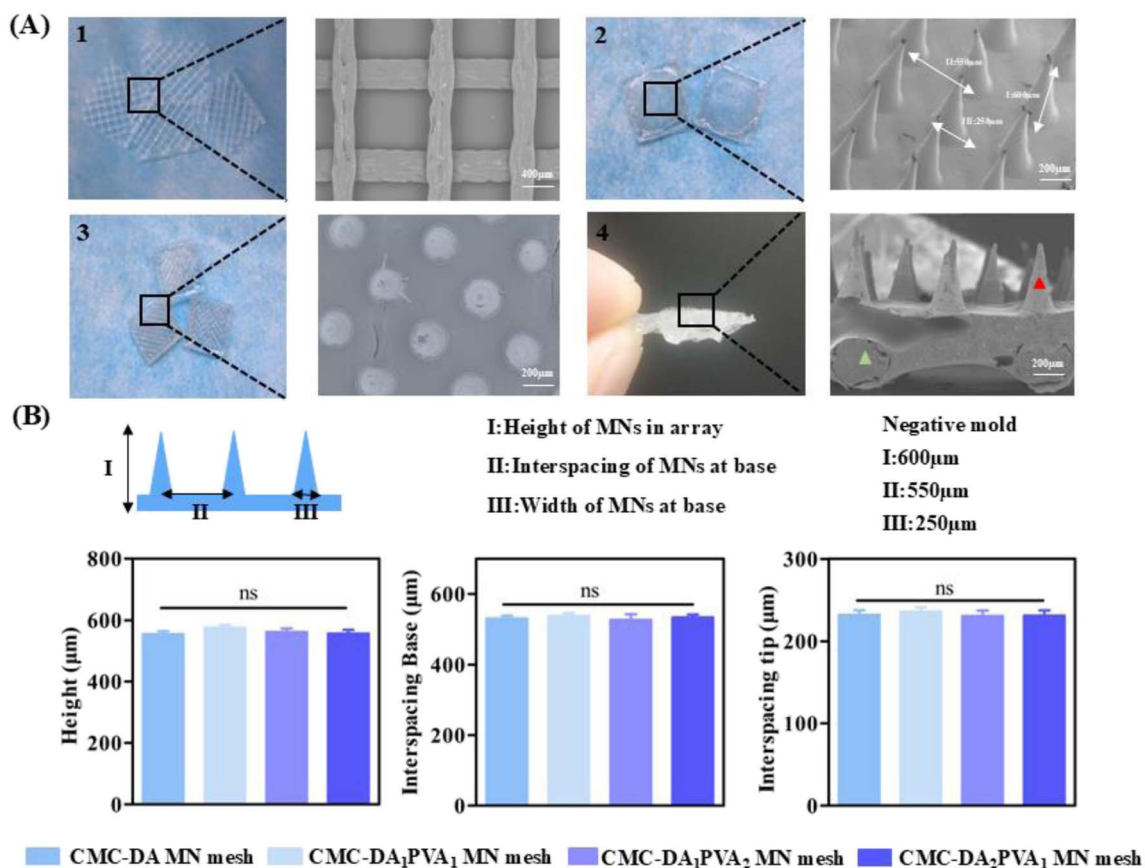 (A)
1
400μm
2
II:550μm
I:600μm
III:250μm
200μm
3
200μm
4
200μm
(B)
I
II
III
I:Height of MNs in array
II:Interspacing of MNs at base
III:Width of MNs at base
Negative mold
I:600μm
II:550μm
III:250μm
Height (μm)
800
600
400
200
0
ns
Interspacing Base (μm)
600
400
200
0
ns
Interspacing tip (μm)
300
200
100
0
ns
CMC-DA MN mesh
CMC-DA₁PVA₁ MN mesh
CMC-DA₁PVA₂ MN mesh
CMC-DA₂PVA₁ MN mesh